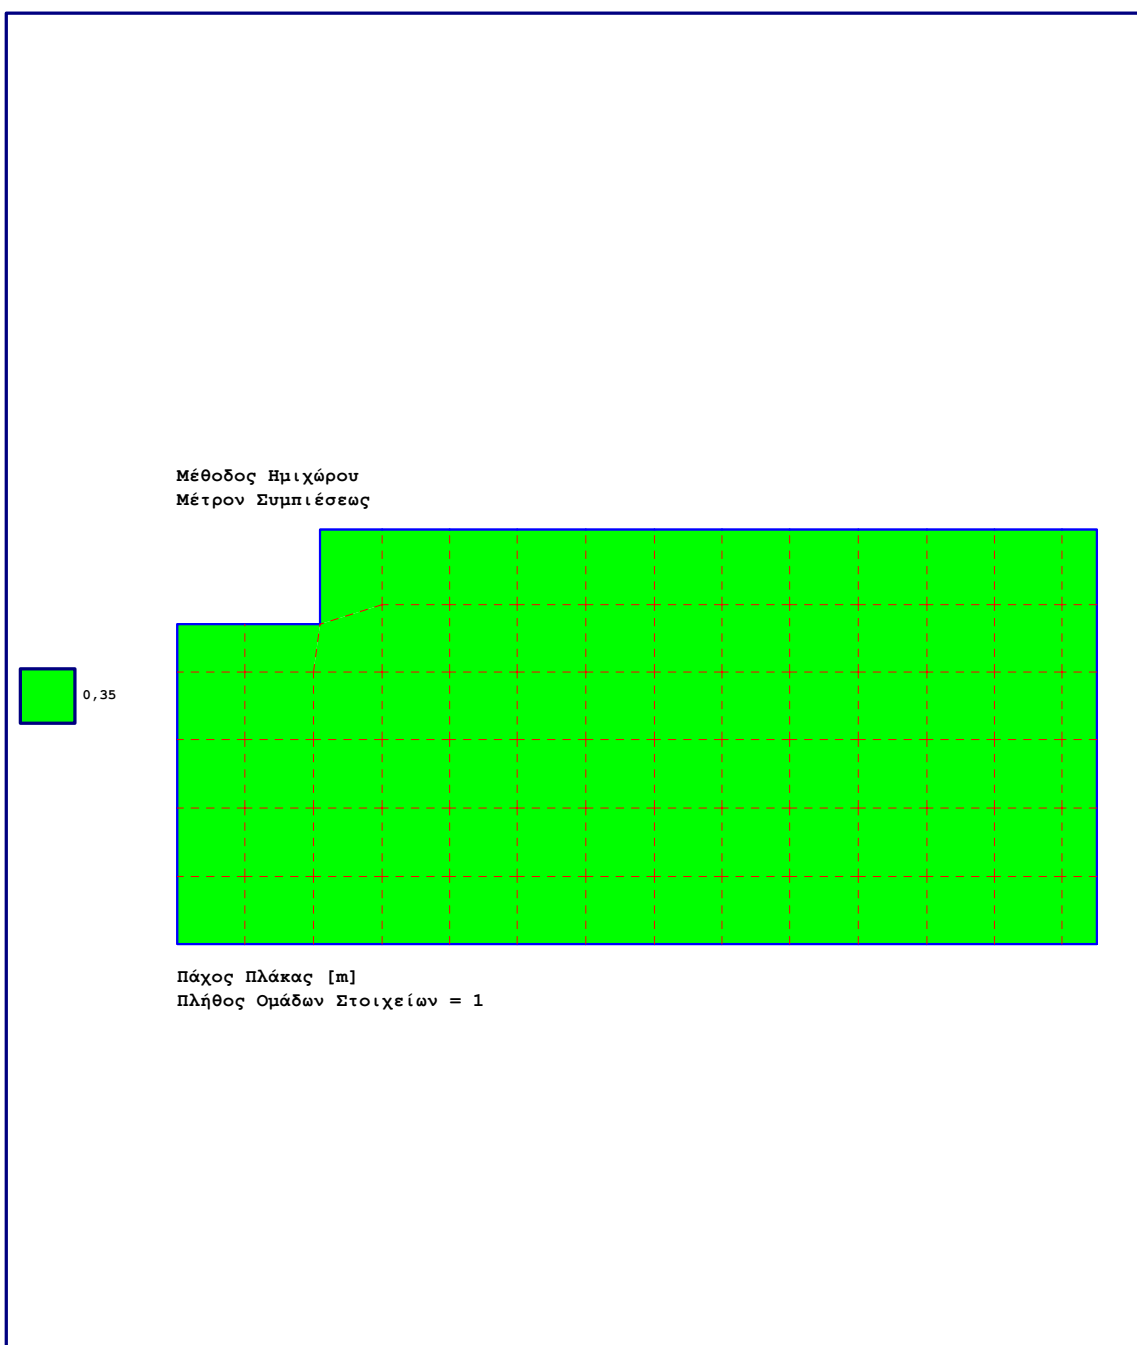 Μέθοδος Ημιχώρου
Μέτρον Συμπιέσεως
0,35
Πάχος Πλάκας [m]
Πλήθος Ομάδων Στοιχείων = 1